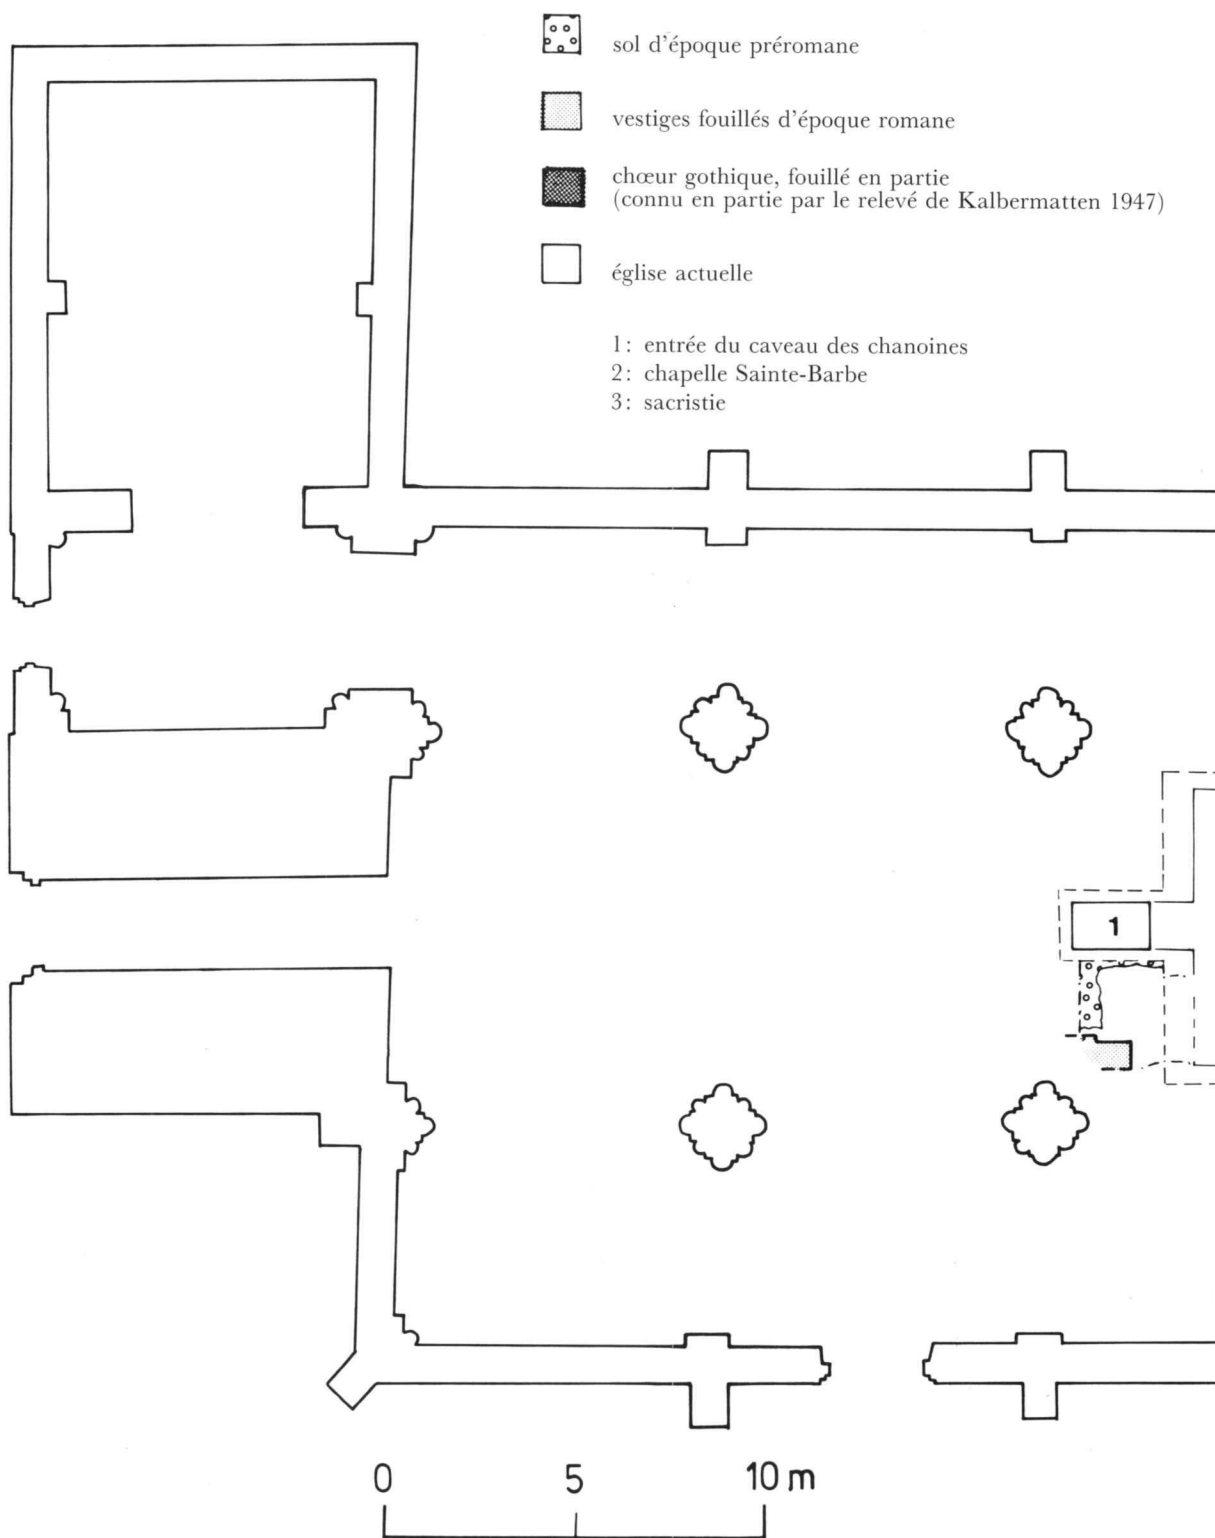 sol d'époque préromane
vestiges fouillés d'époque romane
chœur gothique, fouillé en partie
(connu en partie par le relevé de Kalbermatten 1947)
église actuelle
1: entrée du caveau des chanoines
2: chapelle Sainte-Barbe
3: sacristie
1
0 5 10 m